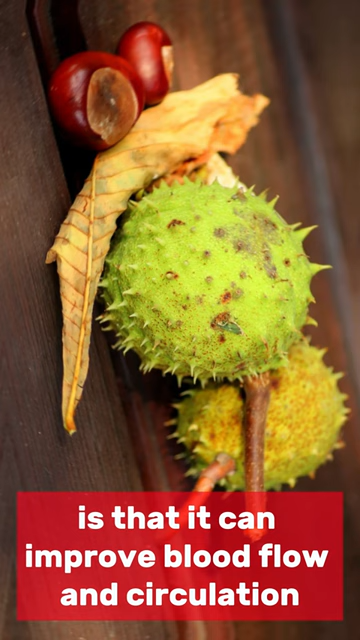 is that it can
improve blood flow
and circulation